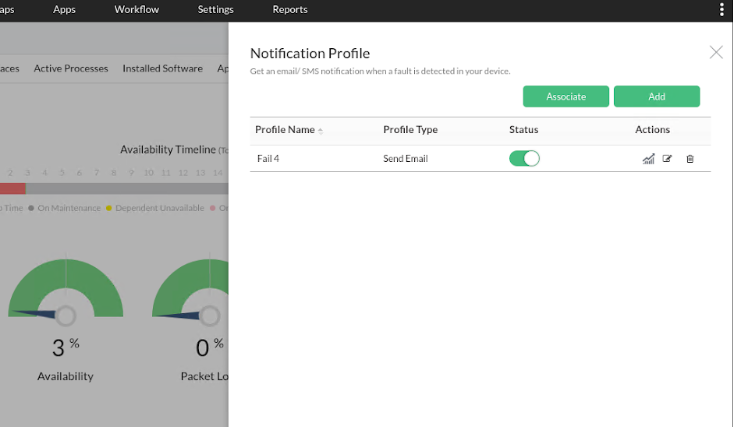 aps Apps Workflow Settings Reports
Notification Profile
Get an email/ SMS notification when a fault is detected in your device.
aces Active Processes Installed Software Ap
Associate Add
Profile Name Profile Type Status Actions
Fail 4 Send Email
Availability Timeline (To
2 3 4 5 6 7 8 9 10 11 12 13 14
Time On Maintenance Dependent Unavailable On
3 % 0 %
Availability Packet Lo